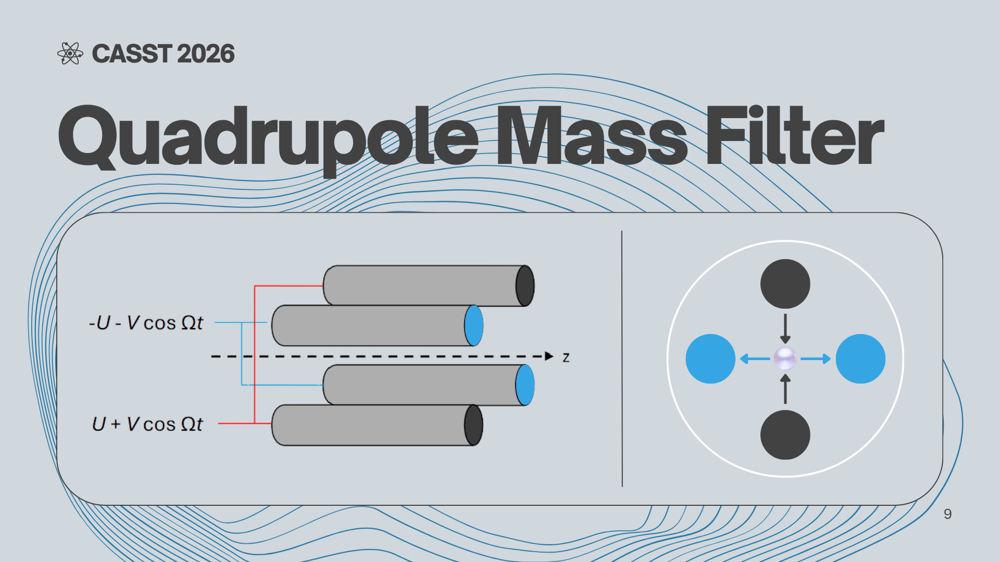 CASST 2026
Quadrupole Mass Filter
-U - V cos Ωt
z
U + V cos Ωt
9